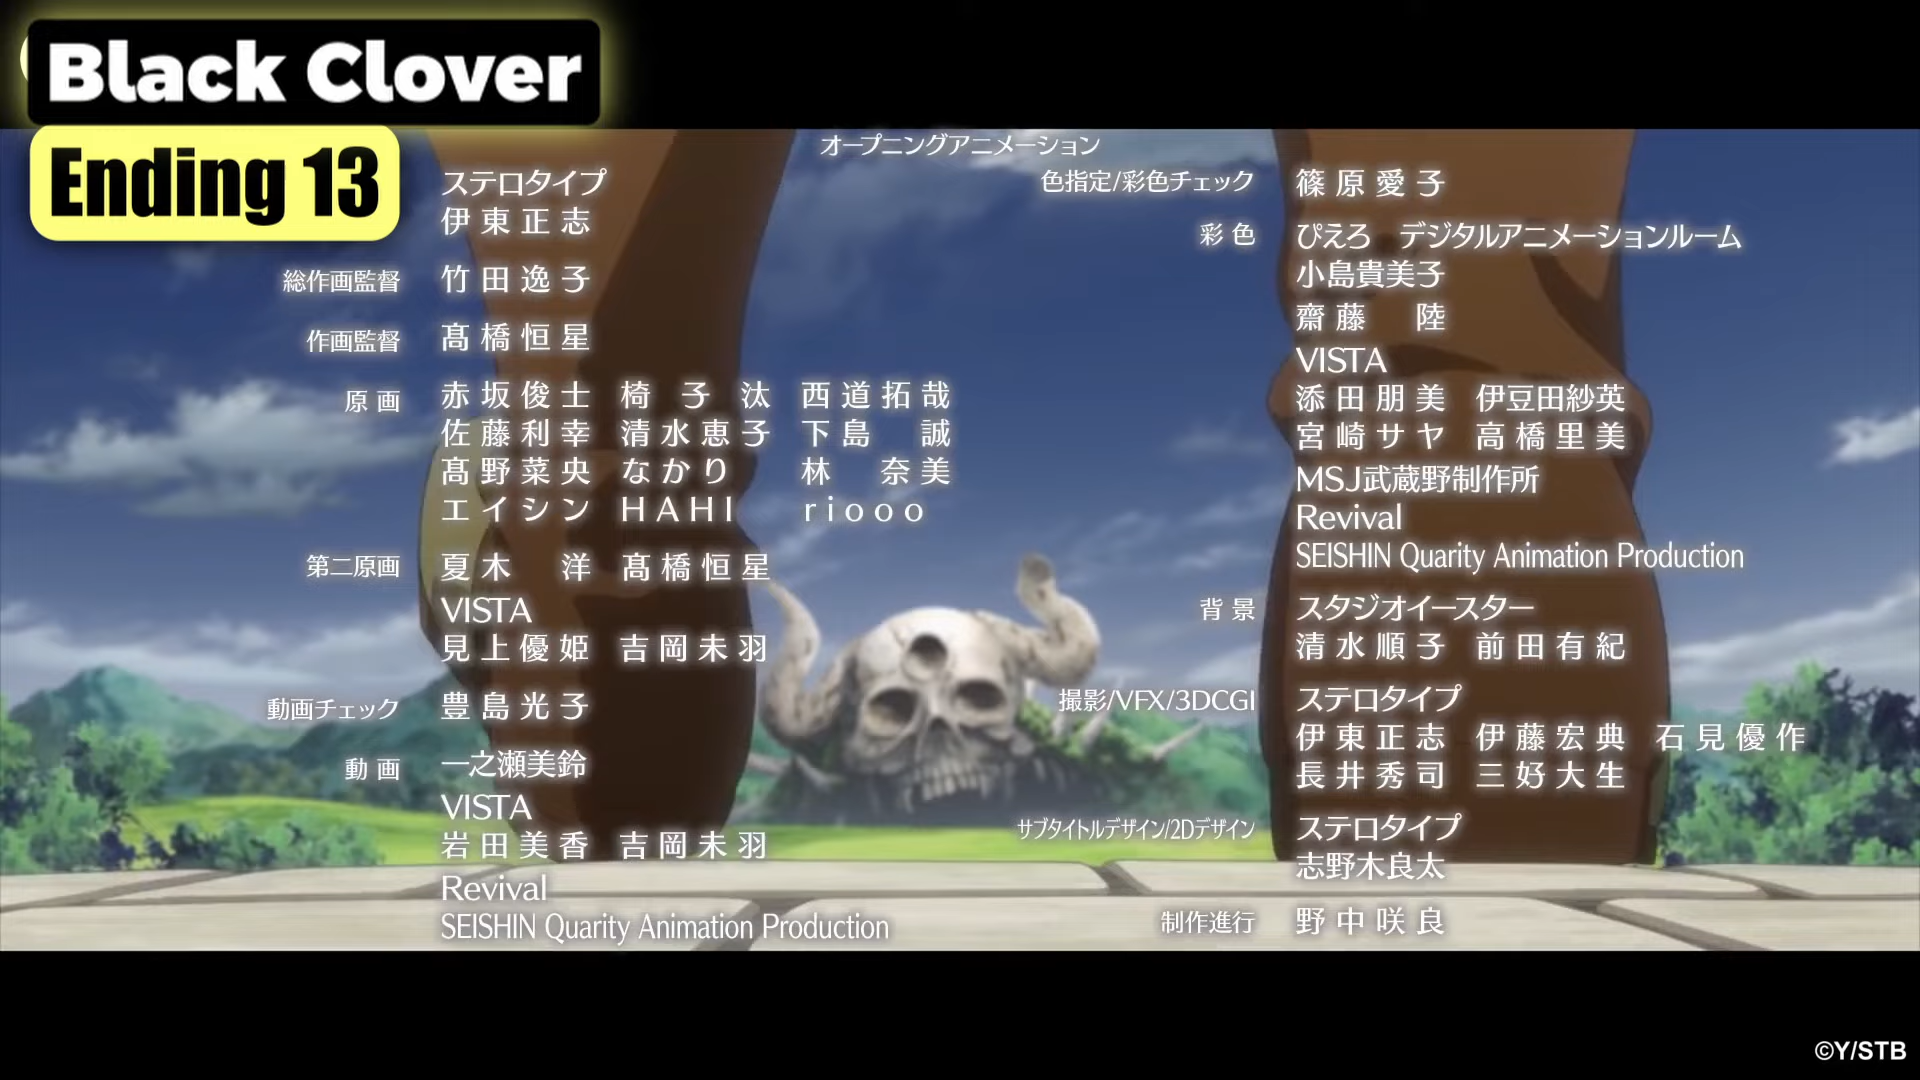 Black Clover
Ending 13
オープニングアニメーション
ステロタイプ
伊東正志
総作画監督 竹田逸子
作画監督 髙橋恒星
原画 赤坂俊士 椅子汰 西道拓哉
佐藤利幸 清水恵子 下島誠
髙野菜央 なかり 林奈美
エイシン HAHI riooo
第二原画 夏木洋 髙橋恒星
VISTA
見上優姫 吉岡未羽
動画チェック 豊島光子
動画 一之瀬美鈴
VISTA
岩田美香 吉岡未羽
Revival
SEISHIN Quarity Animation Production
色指定/彩色チェック 篠原愛子
彩色 ぴえろ デジタルアニメーションルーム
小島貴美子
齋藤陸
VISTA
添田朋美 伊豆田紗英
宮崎サヤ 高橋里美
MSJ武蔵野制作所
Revival
SEISHIN Quarity Animation Production
背景 スタジオイースター
清水順子 前田有紀
撮影/VFX/3DCGI ステロタイプ
伊東正志 伊藤宏典 石見優作
長井秀司 三好大生
サブタイトルデザイン/2Dデザイン ステロタイプ
志野木良太
制作進行 野中咲良
©Y/STB